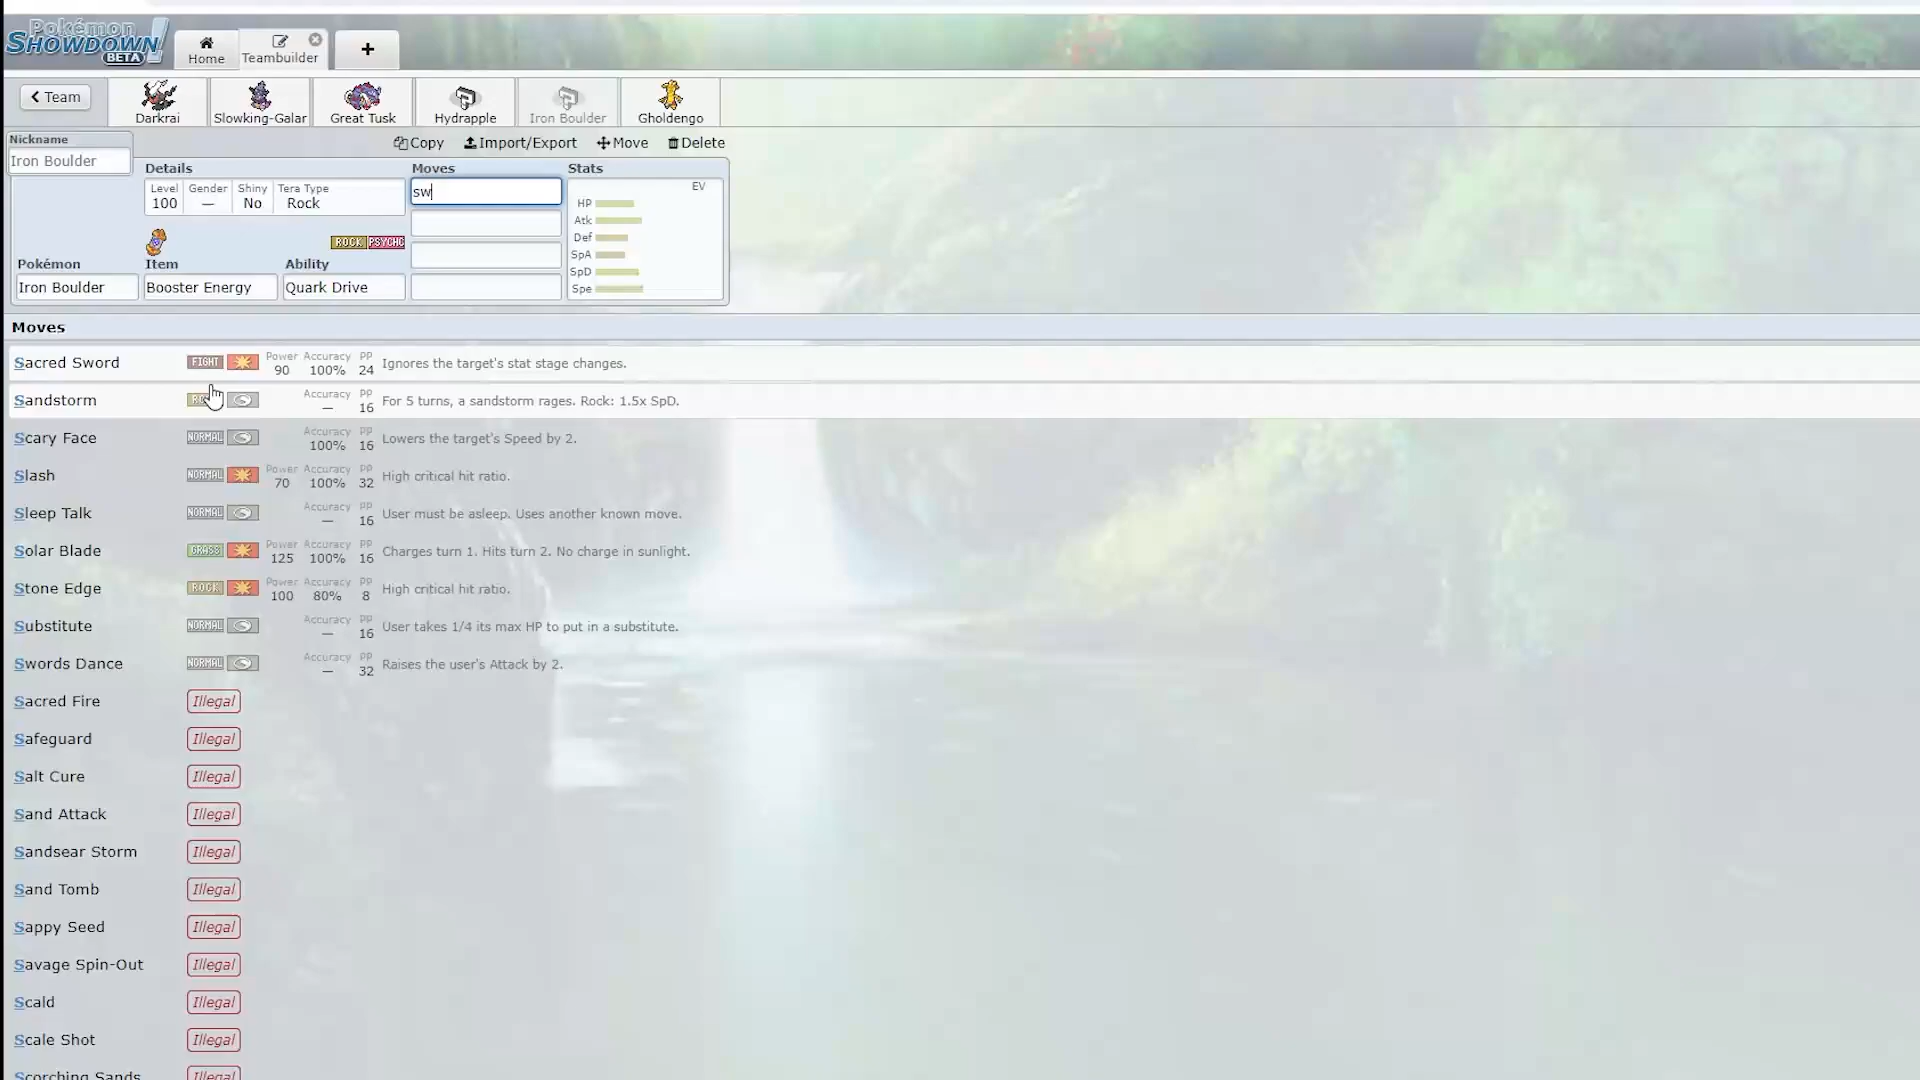 Pokémon
SHOWDOWN!
BETA
Home
Teambuilder
+
Team
Darkrai
Slowking-Galar
Great Tusk
Hydrapple
Iron Boulder
Gholdengo
Nickname
Iron Boulder
Copy
Import/Export
Move
Delete
Details
Level
100
Gender
—
Shiny
No
Tera Type
Rock
ROCK PSYCHC
Pokémon
Iron Boulder
Item
Booster Energy
Ability
Quark Drive
Moves
sw
Stats
EV
HP
Atk
Def
SpA
SpD
Spe
Moves
Sacred Sword FIGHT Power 90 Accuracy 100% PP 24 Ignores the target's stat stage changes.
Sandstorm Accuracy — PP 16 For 5 turns, a sandstorm rages. Rock: 1.5x SpD.
Scary Face NORMAL Accuracy 100% PP 16 Lowers the target's Speed by 2.
Slash NORMAL Power 70 Accuracy 100% PP 32 High critical hit ratio.
Sleep Talk NORMAL Accuracy — PP 16 User must be asleep. Uses another known move.
Solar Blade GRASS Power 125 Accuracy 100% PP 16 Charges turn 1. Hits turn 2. No charge in sunlight.
Stone Edge ROCK Power 100 Accuracy 80% PP 8 High critical hit ratio.
Substitute NORMAL Accuracy — PP 16 User takes 1/4 its max HP to put in a substitute.
Swords Dance NORMAL Accuracy — PP 32 Raises the user's Attack by 2.
Sacred Fire Illegal
Safeguard Illegal
Salt Cure Illegal
Sand Attack Illegal
Sandsear Storm Illegal
Sand Tomb Illegal
Sappy Seed Illegal
Savage Spin-Out Illegal
Scald Illegal
Scale Shot Illegal
Scorching Sands Illegal